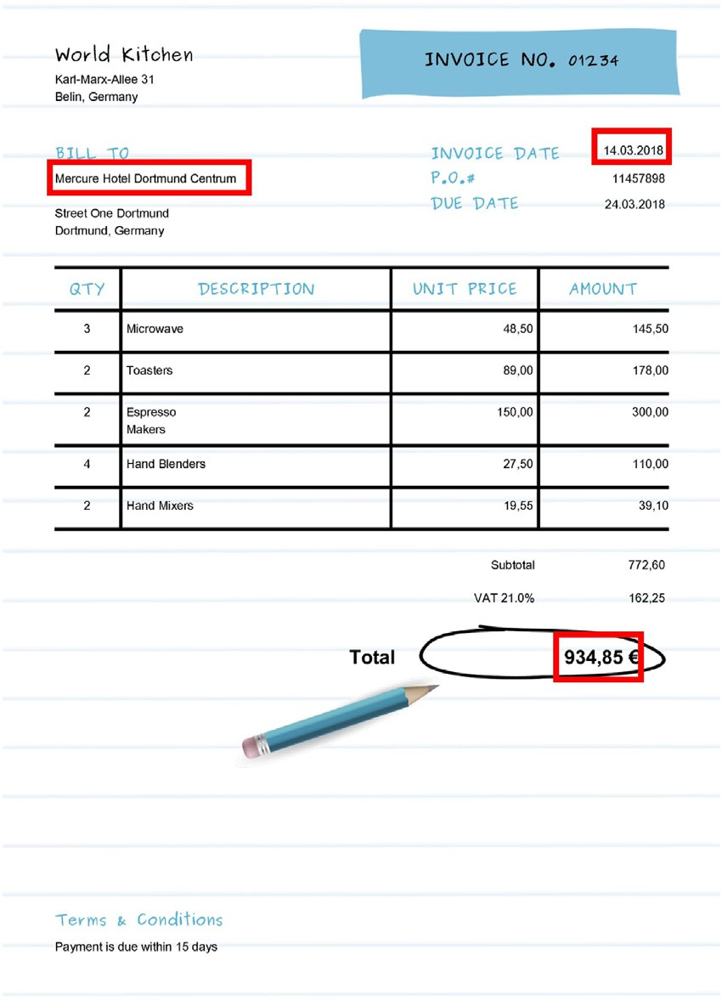 World Kitchen
Karl-Marx-Allee 31
Belin, Germany
INVOICE NO. 01234
BILL TO
Mercure Hotel Dortmund Centrum
Street One Dortmund
Dortmund, Germany
INVOICE DATE 14.03.2018
P.O.# 11457898
DUE DATE 24.03.2018
QTY DESCRIPTION UNIT PRICE AMOUNT
3 Microwave 48,50 145,50
2 Toasters 89,00 178,00
2 Espresso 150,00 300,00
Makers
4 Hand Blenders 27,50 110,00
2 Hand Mixers 19,55 39,10
Subtotal 772,60
VAT 21.0% 162,25
Total 934,85 €
Terms & Conditions
Payment is due within 15 days